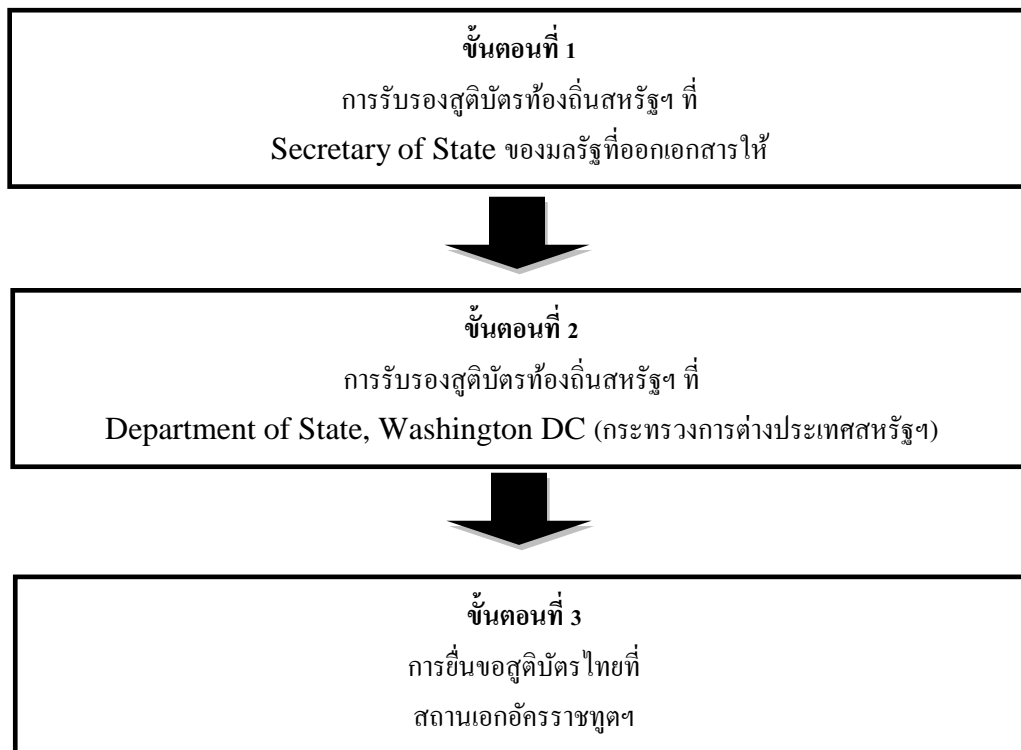 ขั้นตอนที่ 1
การรับรองสูติบัตรท้องถิ่นสหรัฐฯ ที่
Secretary of State ของมลรัฐที่ออกเอกสารให้
ขั้นตอนที่ 2
การรับรองสูติบัตรท้องถิ่นสหรัฐฯ ที่
Department of State, Washington DC (กระทรวงการต่างประเทศสหรัฐฯ)
ขั้นตอนที่ 3
การยื่นขอสูติบัตรไทยที่
สถานเอกอัครราชทูตฯ